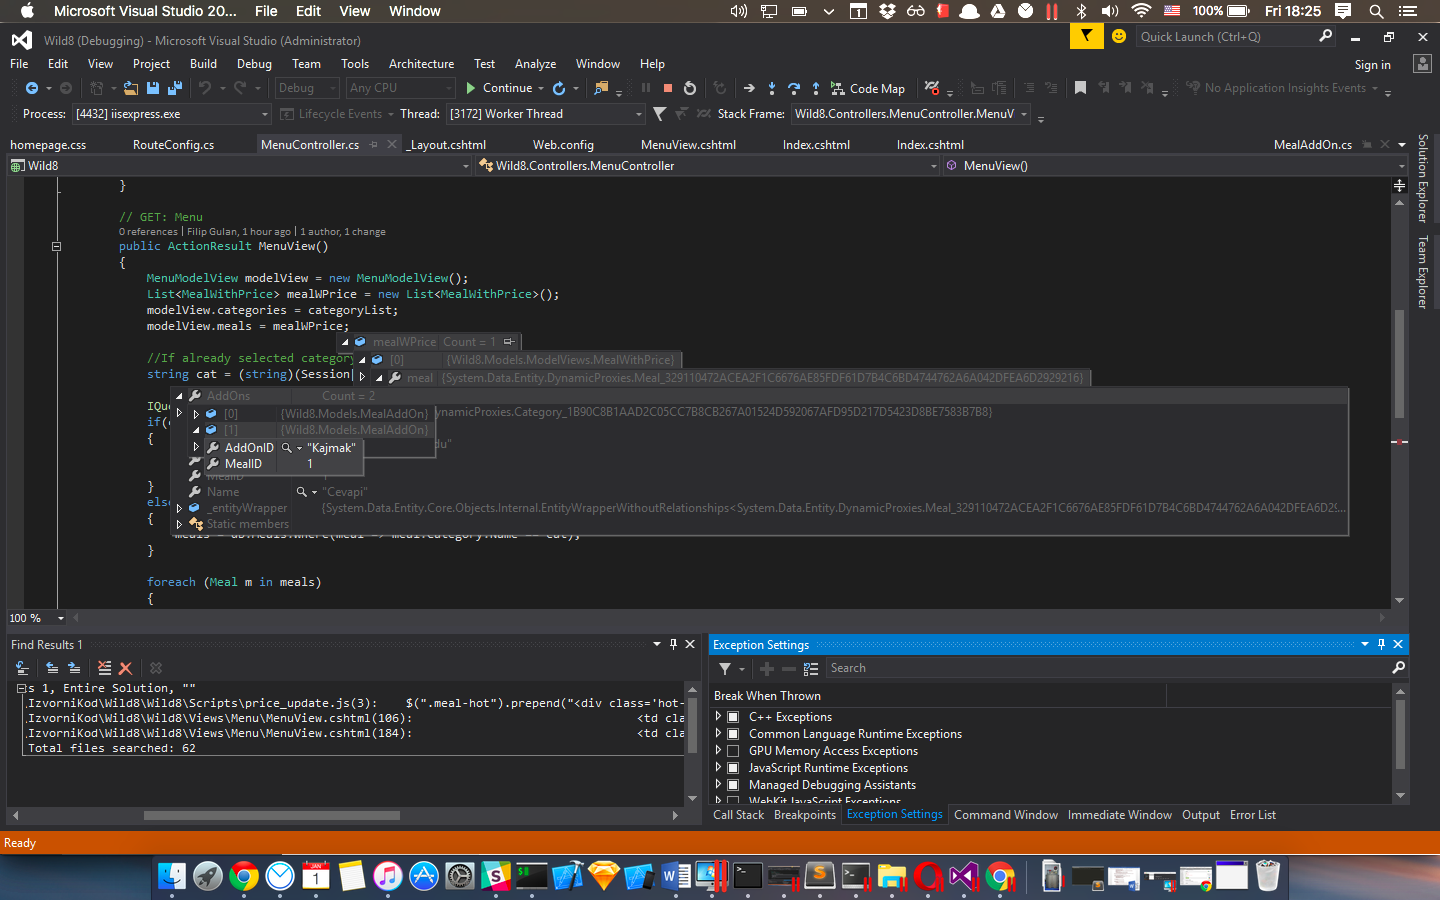 Microsoft Visual Studio 20... File Edit View Window 100% Fri 18:25
Wild8 (Debugging) - Microsoft Visual Studio (Administrator) Quick Launch (Ctrl+Q)
File Edit View Project Build Debug Team Tools Architecture Test Analyze Window Help Sign in
Debug Any CPU Continue Code Map No Application Insights Events
Process: [4432] iisexpress.exe Lifecycle Events Thread: [3172] Worker Thread Stack Frame: Wild8.Controllers.MenuController.MenuV
homepage.css RouteConfig.cs MenuController.cs _Layout.cshtml Web.config MenuView.cshtml Index.cshtml Index.cshtml MealAddOn.cs
Wild8 Wild8.Controllers.MenuController MenuView()
Solution Explorer
Team Explorer
}
// GET: Menu
0 references | Filip Gulan, 1 hour ago | 1 author, 1 change
public ActionResult MenuView()
{
MenuModelView modelView = new MenuModelView();
List<MealWithPrice> mealWPrice = new List<MealWithPrice>();
modelView.categories = categoryList;
modelView.meals = mealWPrice;
mealWPrice Count = 1
//If already selected category [0] {Wild8.Models.ModelViews.MealWithPrice}
string cat = (string)(Session[ meal {System.Data.Entity.DynamicProxies.Meal_329110472ACEA2F1C6676AE85FDF61D7B4C6BD4744762A6A042DFEA6D2929216}
AddOns Count = 2
IQue [0] {Wild8.Models.MealAddOn} ynamicProxies.Category_1B90C8B1AAD2C05CC7B8CB267A01524D592067AFD95D217D5423D8BE7583B7B8}
if( [1] {Wild8.Models.MealAddOn}
{ AddOnID "Kajmak" du"
MealID 1
MealID 1
} Name "Cevapi"
else _entityWrapper {System.Data.Entity.Core.Objects.Internal.EntityWrapperWithoutRelationships<System.Data.Entity.DynamicProxies.Meal_329110472ACEA2F1C6676AE85FDF61D7B4C6BD4744762A6A042DFEA6D29...
{ Static members
meals = db.Meals.Where(meal => meal.Category.Name == cat);
}
foreach (Meal m in meals)
{
100 %
Find Results 1
s 1, Entire Solution, ""
.IzvorniKod\Wild8\Wild8\Scripts\price_update.js(3): $(".meal-hot").prepend("<div class='hot-
.IzvorniKod\Wild8\Wild8\Views\Menu\MenuView.cshtml(106): <td cla
.IzvorniKod\Wild8\Wild8\Views\Menu\MenuView.cshtml(184): <td cla
Total files searched: 62
Exception Settings
Search
Break When Thrown
C++ Exceptions
Common Language Runtime Exceptions
GPU Memory Access Exceptions
JavaScript Runtime Exceptions
Managed Debugging Assistants
WebKit JavaScript Exceptions
Call Stack Breakpoints Exception Settings Command Window Immediate Window Output Error List
Ready
JAN
1